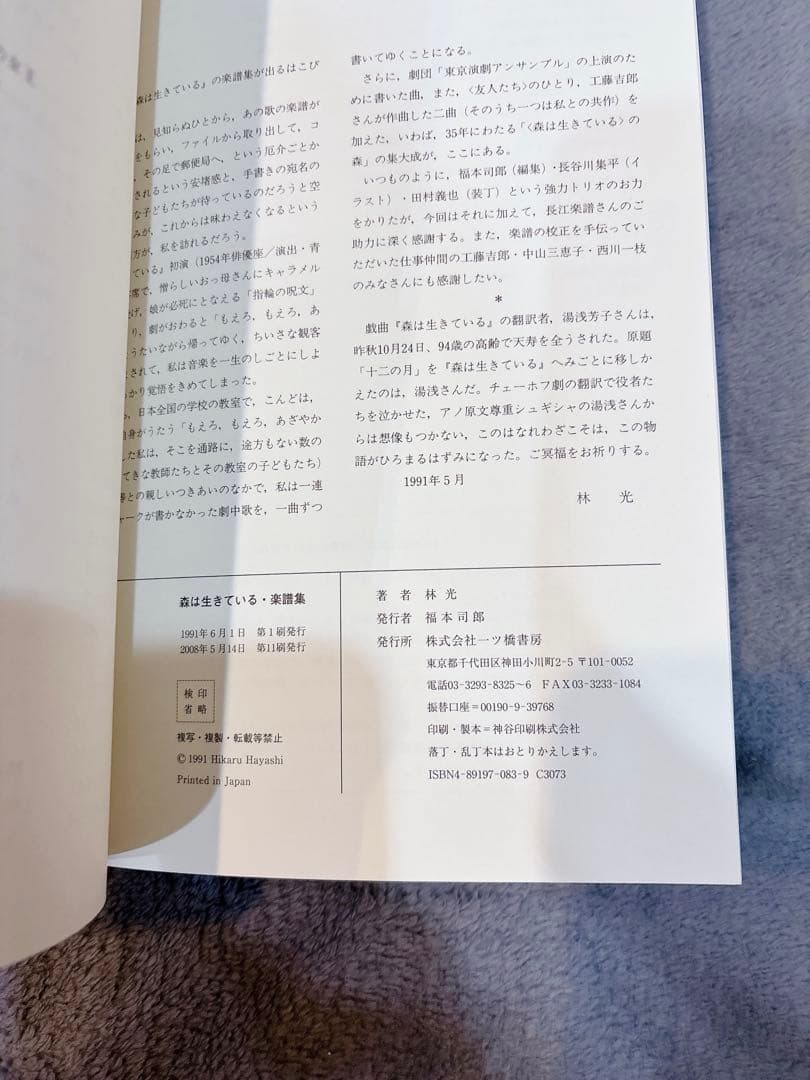 森は生きている』の楽譜集が出るはこび
は，見知らぬひとから，あの歌の楽譜が
をもらい，ファイルから取り出して，コ
，その足で郵便局へ，という厄介ごとか
されるという安堵感と，手書きの宛名の
な子どもたちが待っているのだろうと空
みが，これからは味わえなくなるという
方が，私を訪れるだろう。
ている』初演（1954年俳優座／演出・青
席で，憎らしいおっ母さんにキャラメル
げ，娘が必死にとなえる「指輪の呪文」
り，劇がおわると「もえろ，もえろ，あ
うたいながら帰ってゆく，ちいさな観客
されて，私は音楽を一生のしごとにしよ
かり覚悟をきめてしまった。
，日本全国の学校の教室で，こんどは，
自身がうたう「もえろ，もえろ，あざやか
した私は，そこを通路に，途方もない数の
てきな教師たちとその教室の子どもたち）
との親しいつきあいのなかで，私は一連
ークが書かなかった劇中歌を，一曲ずつ
書いてゆくことになる。
さらに，劇団「東京演劇アンサンブル」の上演のた
めに書いた曲，また，〈友人たち〉のひとり，工藤吉郎
さんが作曲した二曲（そのうち一つは私との共作）を
加えた，いわば，35年にわたる「〈森は生きている〉の
森」の集大成が，ここにある。
いつものように，福本司郎（編集）・長谷川集平（イ
ラスト）・田村義也（装丁）という強力トリオのお力
をかりたが，今回はそれに加えて，長江楽譜さんのご
助力に深く感謝する。また，楽譜の校正を手伝ってい
ただいた仕事仲間の工藤吉郎・中山三恵子・西川一枝
のみなさんにも感謝したい。
＊
戯曲『森は生きている』の翻訳者，湯浅芳子さんは，
昨秋10月24日、94歳の高齢で天寿を全うされた。原題
「十二の月」を『森は生きている』へみごとに移しか
えたのは，湯浅さんだ。チェーホフ劇の翻訳で役者た
ちを泣かせた，アノ原文尊重シュギシャの湯浅さんか
らは想像もつかない，このはなれわざこそは，この物
語がひろまるはずみになった。ご冥福をお祈りする。
1991年5月
林　光
森は生きている・楽譜集
1991年6月1日　第1刷発行
2008年5月14日　第11刷発行
検印
省略
複写・複製・転載等禁止
© 1991 Hikaru Hayashi
Printed in Japan
著　者　林　光
発行者　福本司郎
発行所　株式会社一ツ橋書房
東京都千代田区神田小川町2-5 〒101-0052
電話03-3293-8325〜6　ＦＡＸ03-3233-1084
振替口座＝00190-9-39768
印刷・製本＝神谷印刷株式会社
落丁・乱丁本はおとりかえします。
ISBN4-89197-083-9 C3073